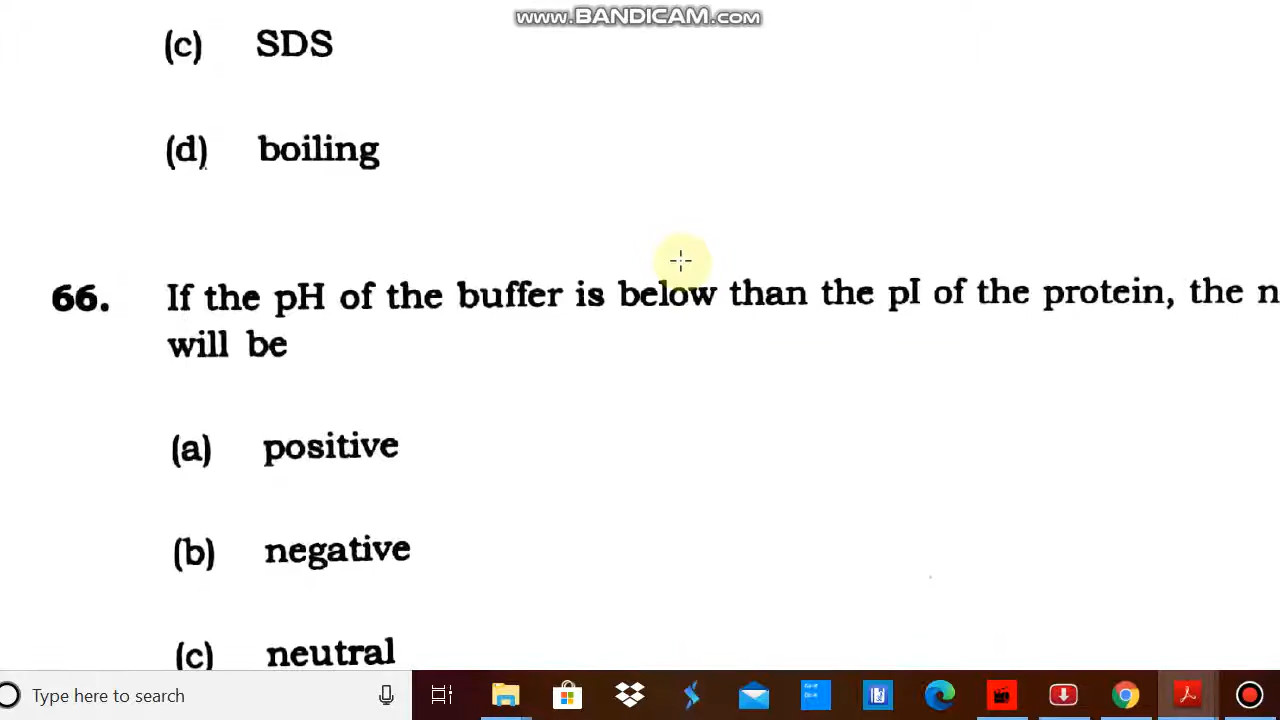 www.BANDICAM.com
(c) SDS
(d) boiling
66. If the pH of the buffer is below than the pI of the protein, the n
will be
(a) positive
(b) negative
(c) neutral
Type here to search